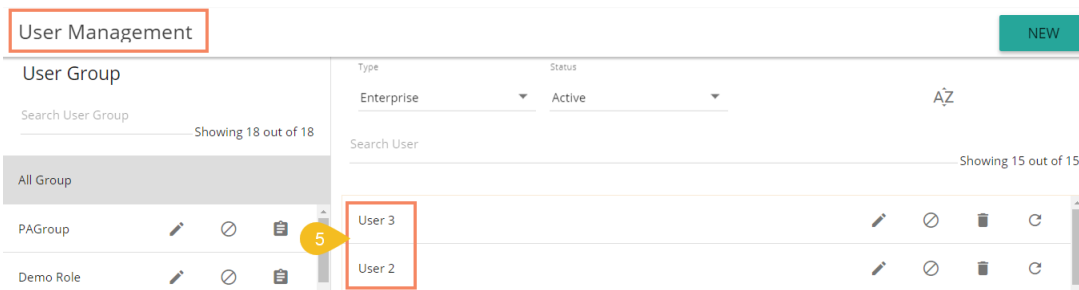 User Management
NEW
User Group
Search User Group
Showing 18 out of 18
All Group
PAGroup
Demo Role
Type
Enterprise
Status
Active
AZ
Search User
Showing 15 out of 15
5
User 3
User 2